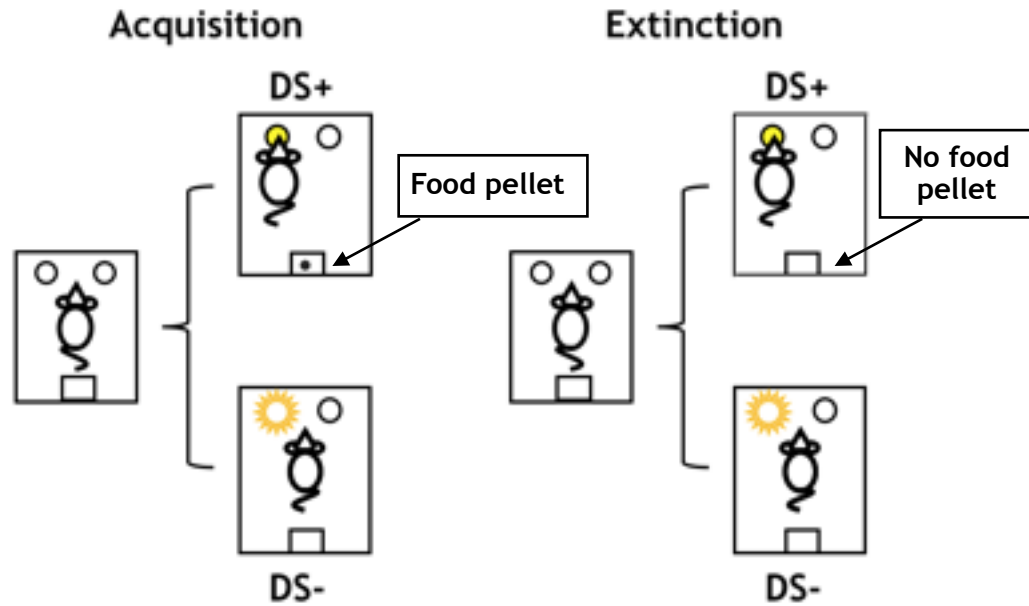 Acquisition
DS+
Food pellet
DS-
Extinction
DS+
No food
pellet
DS-